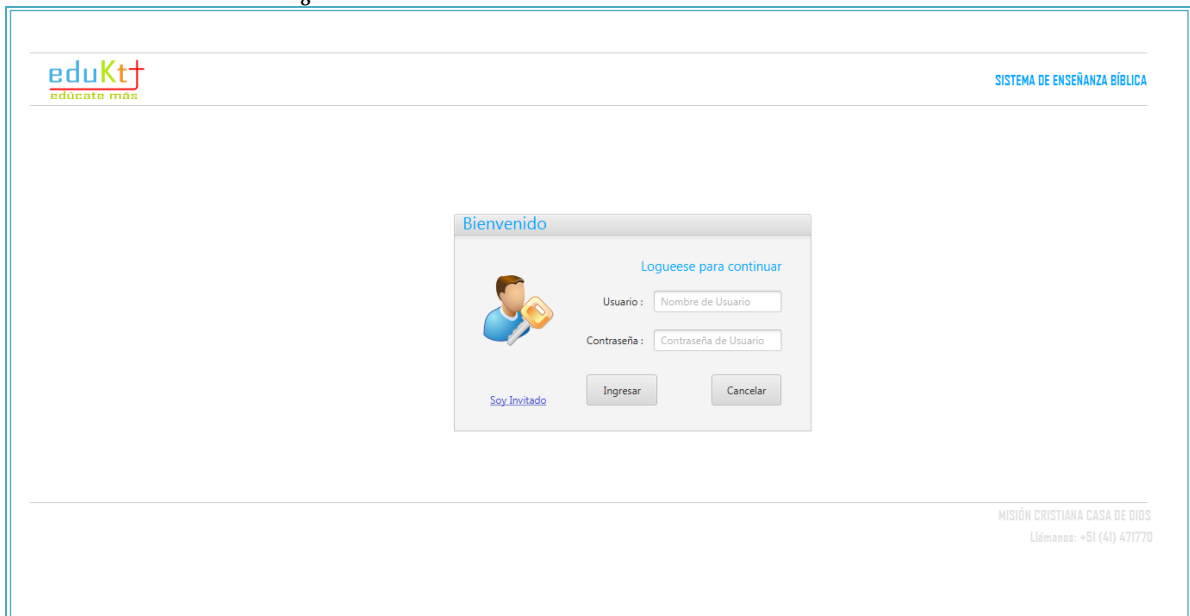 eduKt†
edúcate más
SISTEMA DE ENSEÑANZA BÍBLICA
Bienvenido
Logueese para continuar
Usuario : Nombre de Usuario
Contraseña : Contraseña de Usuario
Soy Invitado Ingresar Cancelar
MISIÓN CRISTIANA CASA DE DIOS
Llámanos: +51 (41) 471770